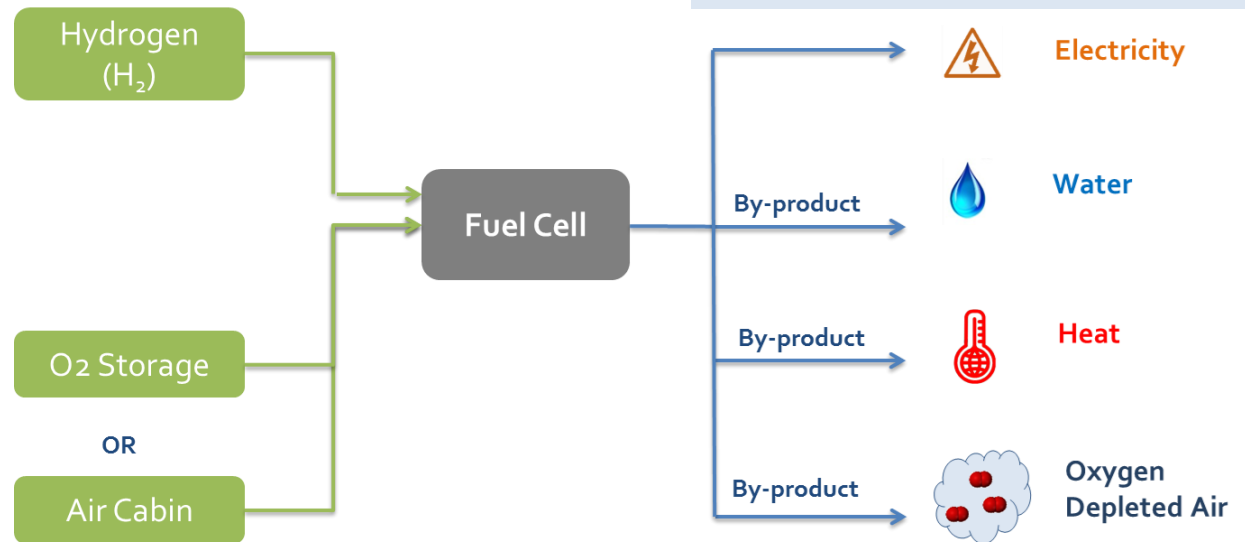 Hydrogen
(H₂)
O2 Storage
OR
Air Cabin
Fuel Cell
Electricity
By-product
Water
By-product
Heat
By-product
Oxygen
Depleted Air